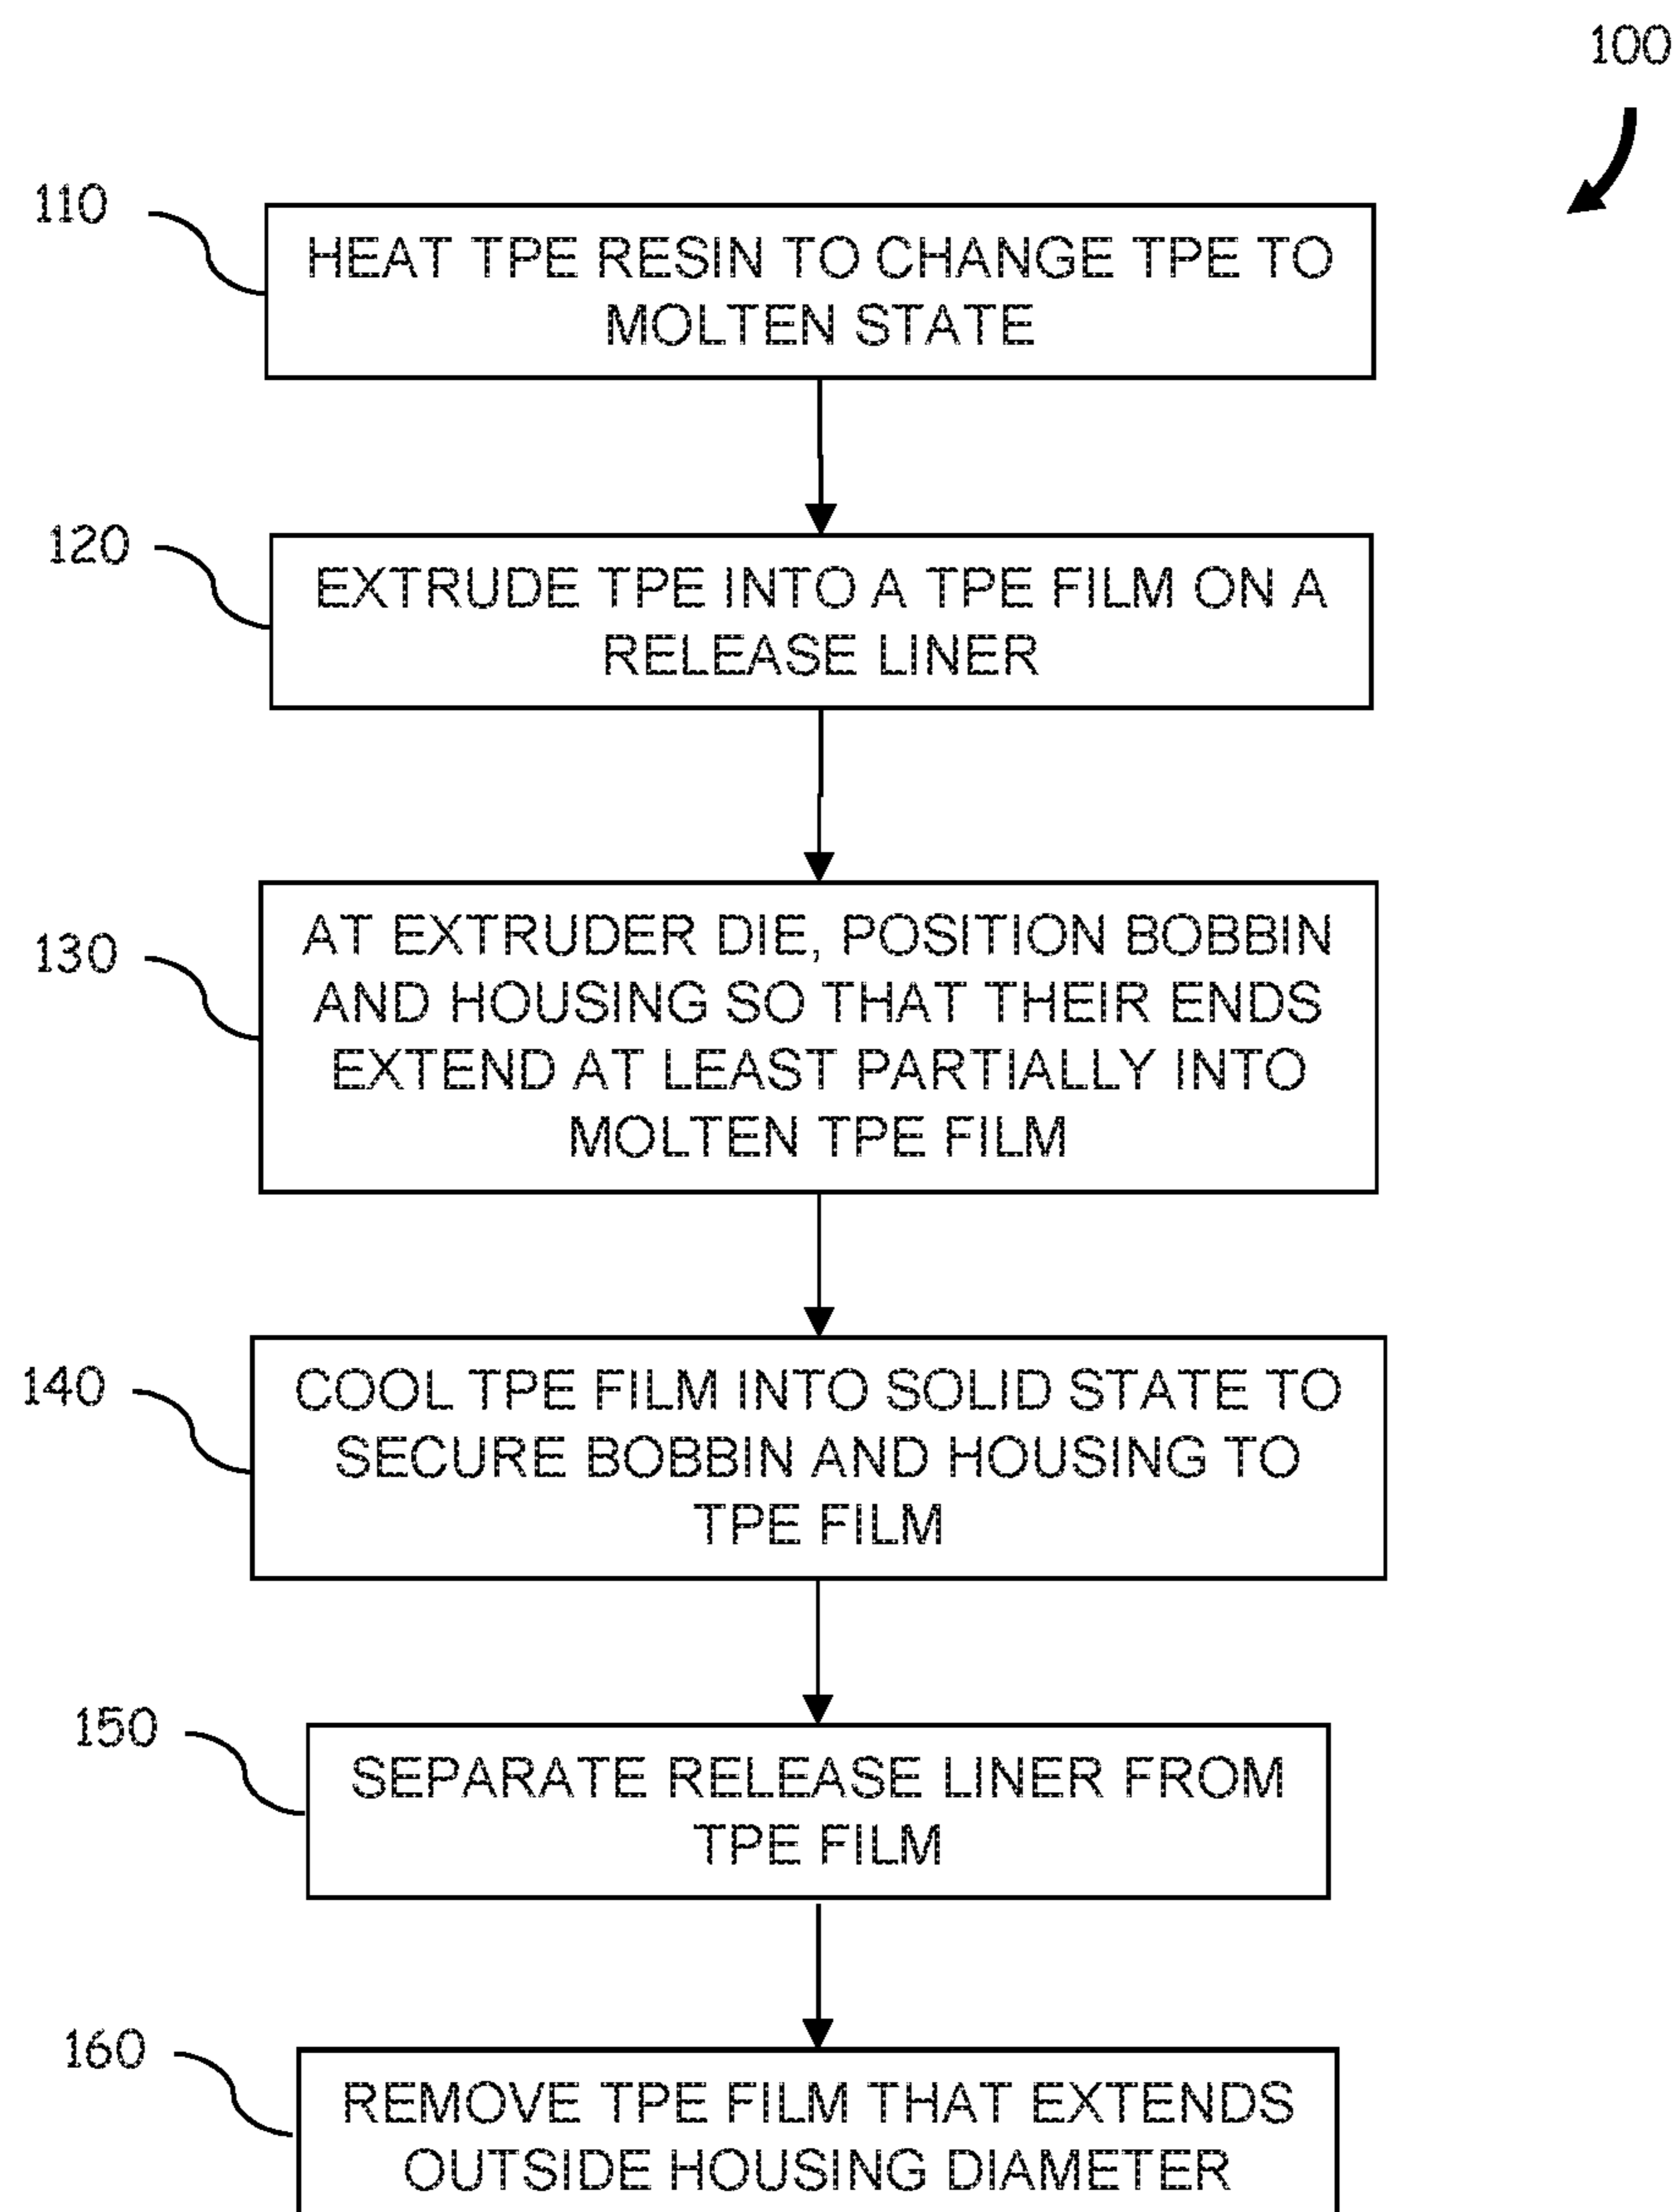 100
110
HEAT TPE RESIN TO CHANGE TPE TO
MOLTEN STATE
120
EXTRUDE TPE INTO A TPE FILM ON A
RELEASE LINER
130
AT EXTRUDER DIE, POSITION BOBBIN
AND HOUSING SO THAT THEIR ENDS
EXTEND AT LEAST PARTIALLY INTO
MOLTEN TPE FILM
140
COOL TPE FILM INTO SOLID STATE TO
SECURE BOBBIN AND HOUSING TO
TPE FILM
150
SEPARATE RELEASE LINER FROM
TPE FILM
160
REMOVE TPE FILM THAT EXTENDS
OUTSIDE HOUSING DIAMETER